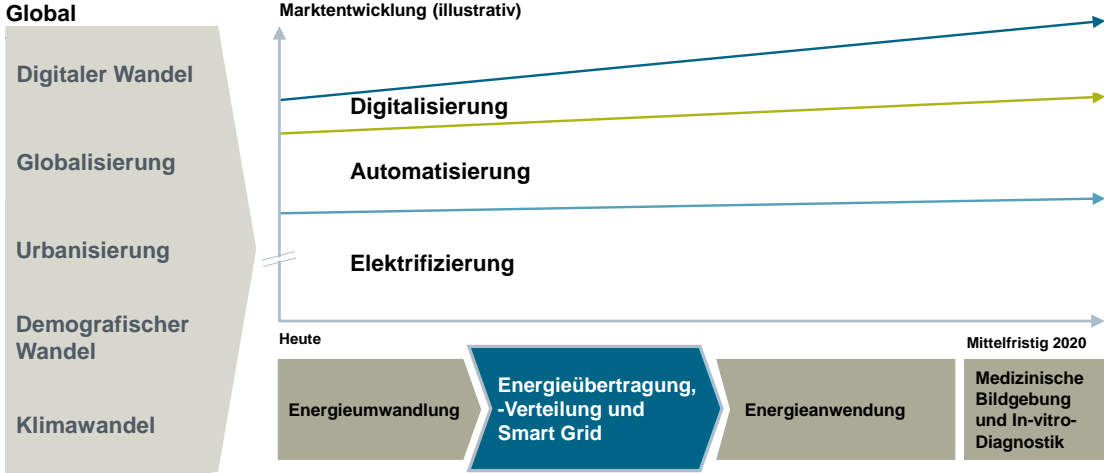 Global
Digitaler Wandel
Globalisierung
Urbanisierung
Demografischer
Wandel
Klimawandel
Marktentwicklung (illustrativ)
Digitalisierung
Automatisierung
Elektrifizierung
Heute
Mittelfristig 2020
Energieumwandlung
Energieübertragung,
-Verteilung und
Smart Grid
Energieanwendung
Medizinische
Bildgebung
und In-vitro-
Diagnostik